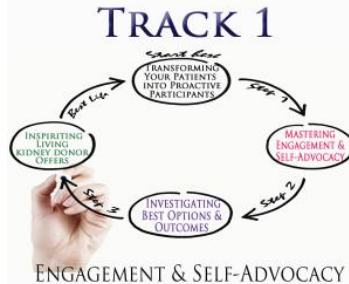 TRACK 1
Start here
TRANSFORMING
YOUR PATIENTS
INTO PROACTIVE
PARTICIPANTS
Best Life
Step 1
INSPIRITING
LIVING
KIDNEY DONOR
OFFERS
MASTERING
ENGAGEMENT &
SELF-ADVOCACY
Step 3
INVESTIGATING
BEST OPTIONS &
OUTCOMES
Step 2
ENGAGEMENT & SELF-ADVOCACY